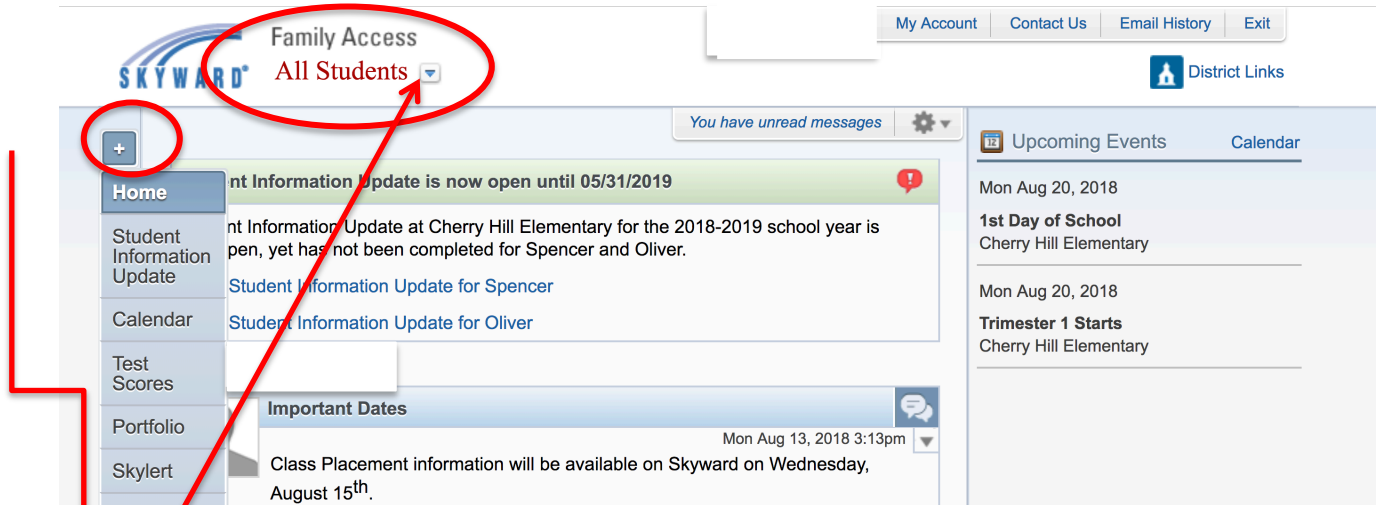 Family Access
SKYWARD®
All Students
My Account
Contact Us
Email History
Exit
District Links
You have unread messages
+
Home
Student
Information
Update
Calendar
Test
Scores
Portfolio
Skylert
nt Information Update is now open until 05/31/2019
nt Information Update at Cherry Hill Elementary for the 2018-2019 school year is
pen, yet has not been completed for Spencer and Oliver.
Student Information Update for Spencer
Student Information Update for Oliver
Important Dates
Mon Aug 13, 2018 3:13pm
Class Placement information will be available on Skyward on Wednesday,
August 15th.
12
Upcoming Events
Calendar
Mon Aug 20, 2018
1st Day of School
Cherry Hill Elementary
Mon Aug 20, 2018
Trimester 1 Starts
Cherry Hill Elementary